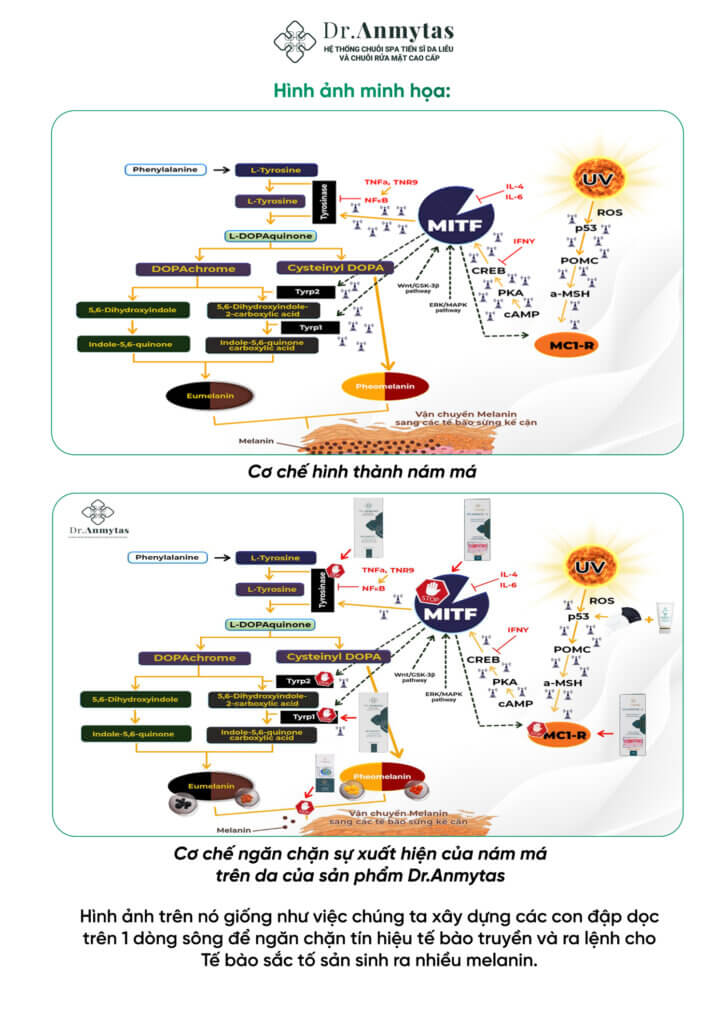 Dr.Anmytas
HỆ THỐNG CHUỖI SPA TIẾN SĨ DA LIỄU
VÀ CHUỖI RỬA MẶT CAO CẤP
Hình ảnh minh họa:
Phenylalanine
L-Tyrosine
L-Tyrosine
Tyrosinase
TNFa, TNR9
NFκB
MITF
IL-4
IL-6
IFNY
UV
ROS
p53
POMC
a-MSH
MC1-R
CREB
PKA
cAMP
Wnt/GSK-3β
pathway
ERK/MAPK
pathway
L-DOPAquinone
DOPAchrome
Cysteinyl DOPA
Tyrp2
5,6-Dihydroxyindole
5,6-Dihydroxyindole-
2-carboxylic acid
Tyrp1
Indole-5,6-quinone
Indole-5,6-quinone
carboxylic acid
Eumelanin
Pheomelanin
Vận chuyển Melanin
sang các tế bào sừng kế cận
Melanin
Cơ chế hình thành nám má
Dr.Anmytas
Phenylalanine
L-Tyrosine
L-Tyrosine
Tyrosinase
TNFa, TNR9
NFκB
STOP
MITF
IL-4
IL-6
IFNY
UV
ROS
p53
POMC
a-MSH
MC1-R
CREB
PKA
cAMP
Wnt/GSK-3β
pathway
ERK/MAPK
pathway
L-DOPAquinone
DOPAchrome
Cysteinyl DOPA
Tyrp2
5,6-Dihydroxyindole
5,6-Dihydroxyindole-
2-carboxylic acid
Tyrp1
Indole-5,6-quinone
Indole-5,6-quinone
carboxylic acid
Eumelanin
Pheomelanin
Vận chuyển Melanin
sang các tế bào sừng kế cận
Melanin
Cơ chế ngăn chặn sự xuất hiện của nám má
trên da của sản phẩm Dr.Anmytas
Hình ảnh trên nó giống như việc chúng ta xây dựng các con đập dọc
trên 1 dòng sông để ngăn chặn tín hiệu tế bào truyền và ra lệnh cho
Tế bào sắc tố sản sinh ra nhiều melanin.